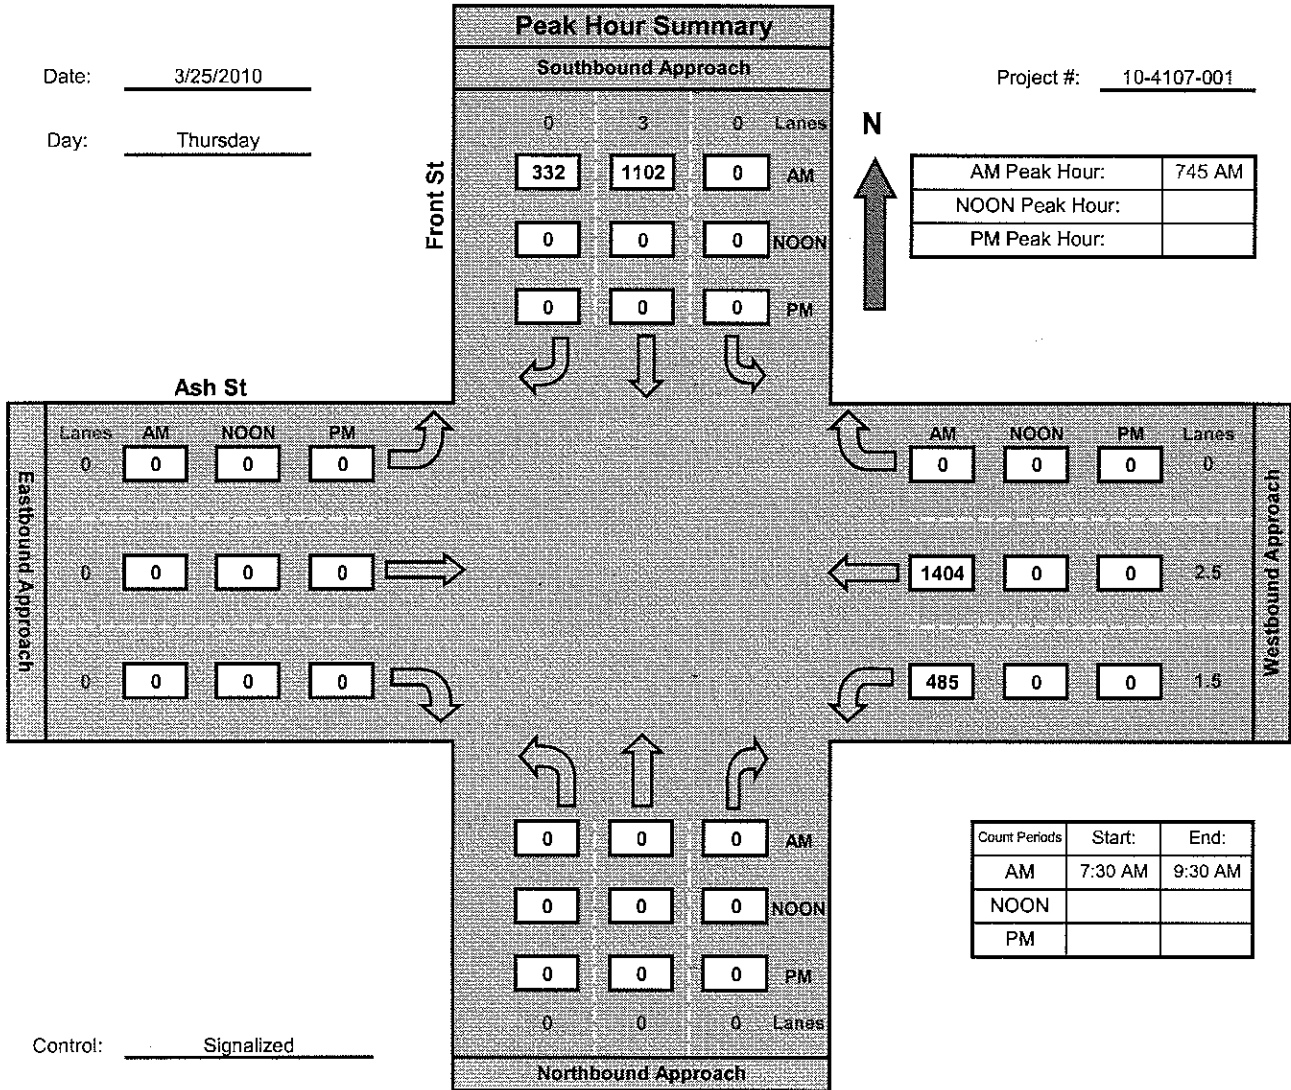 Peak Hour Summary
Southbound Approach
Date: 3/25/2010
Project #: 10-4107-001
Day: Thursday
0 3 0 Lanes
332 1102 0 AM
0 0 0 NOON
0 0 0 PM
Front St
N
AM Peak Hour: 745 AM
NOON Peak Hour:
PM Peak Hour:
Ash St
Eastbound Approach
Lanes AM NOON PM
0 0 0 0
0 0 0 0
0 0 0 0
AM NOON PM Lanes
0 0 0 0
1404 0 0 2.5
485 0 0 1.5
Westbound Approach
0 0 0 AM
0 0 0 NOON
0 0 0 PM
0 0 0 Lanes
Northbound Approach
Count Periods Start: End:
AM 7:30 AM 9:30 AM
NOON
PM
Control: Signalized